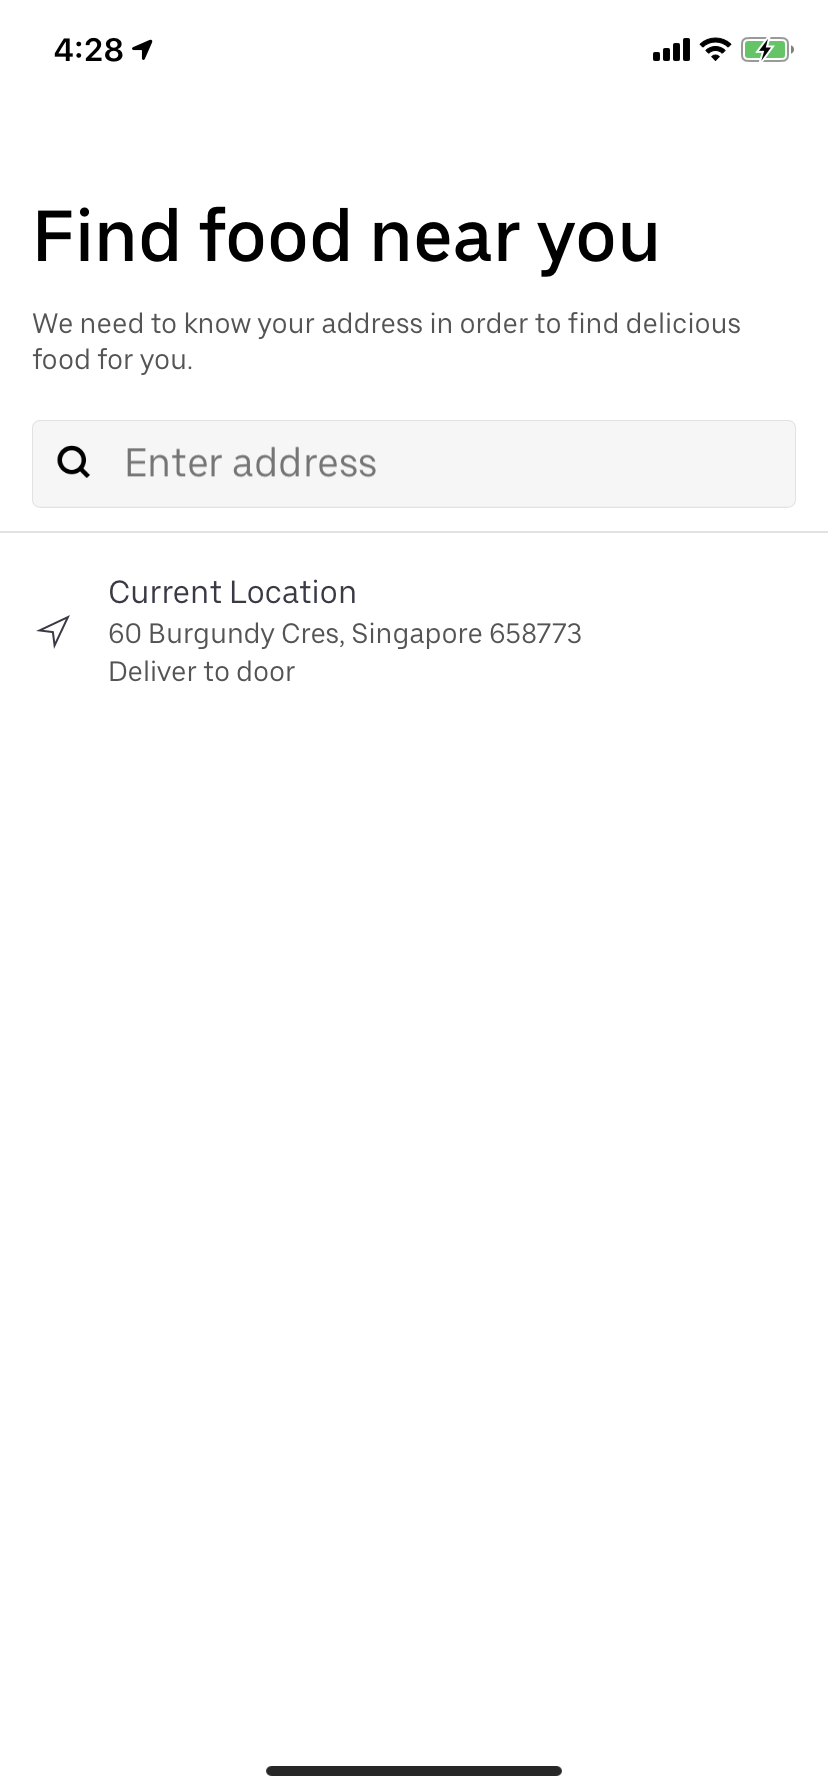 4:28
Find food near you
We need to know your address in order to find delicious
food for you.
Enter address
Current Location
60 Burgundy Cres, Singapore 658773
Deliver to door